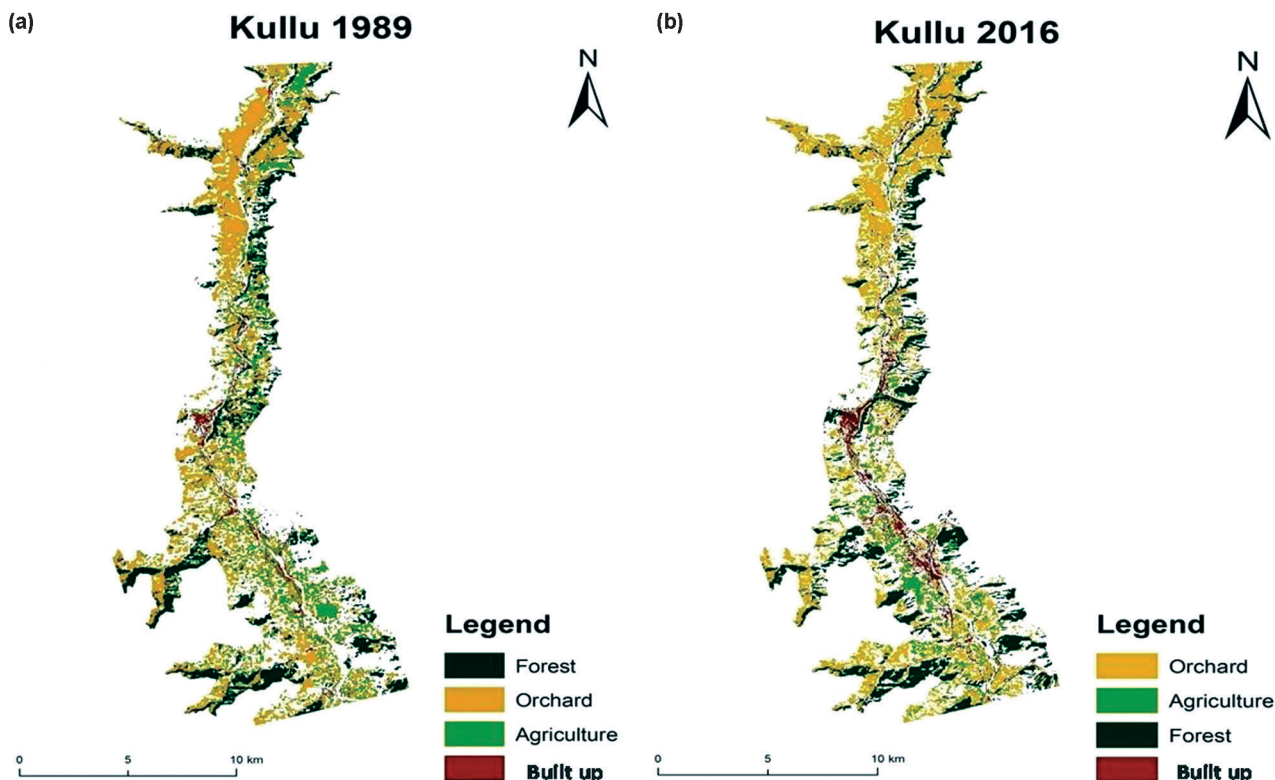 (a)
Kullu 1989
N
Legend
Forest
Orchard
Agriculture
Built up
0 5 10 km
(b)
Kullu 2016
N
Legend
Orchard
Agriculture
Forest
Built up
0 5 10 km